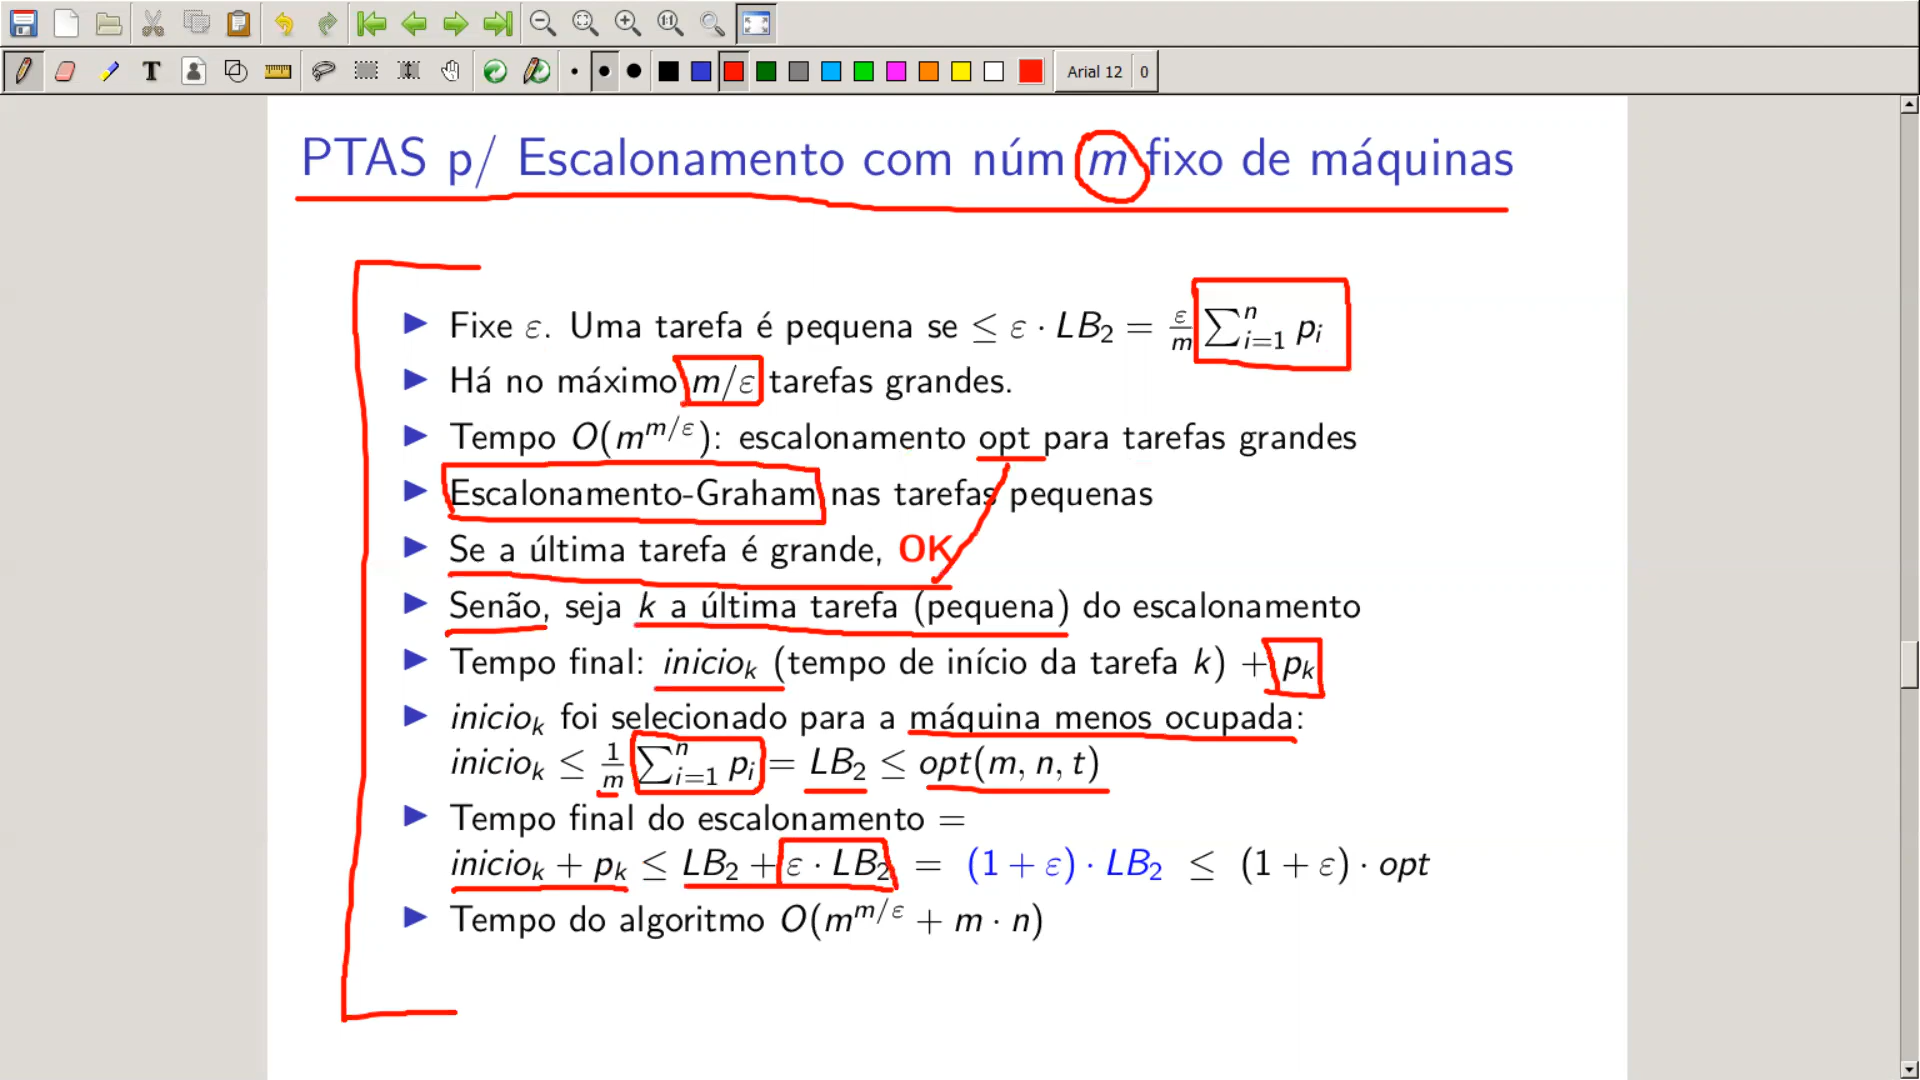 T
1:1
Arial 12 0
PTAS p/ Escalonamento com núm m fixo de máquinas
Fixe ε. Uma tarefa é pequena se ≤ ε · LB₂ = ε/m ∑ⁿᵢ₌₁ pᵢ
Há no máximo m/ε tarefas grandes.
Tempo O(m^{m/ε}): escalonamento opt para tarefas grandes
Escalonamento-Graham nas tarefas pequenas
Se a última tarefa é grande, OK
Senão, seja k a última tarefa (pequena) do escalonamento
Tempo final: inicioₖ (tempo de início da tarefa k) + pₖ
inicioₖ foi selecionado para a máquina menos ocupada:
inicioₖ ≤ 1/m ∑ⁿᵢ₌₁ pᵢ = LB₂ ≤ opt(m, n, t)
Tempo final do escalonamento =
inicioₖ + pₖ ≤ LB₂ + ε · LB₂ = (1 + ε) · LB₂ ≤ (1 + ε) · opt
Tempo do algoritmo O(m^{m/ε} + m · n)